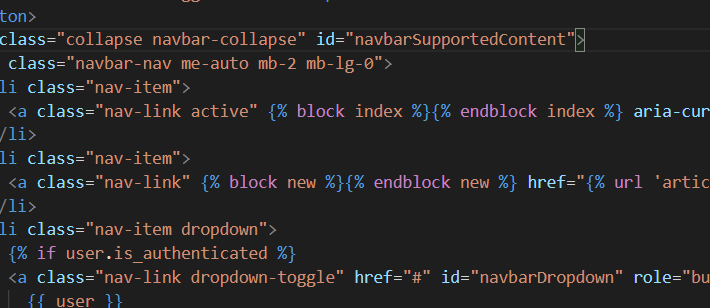 ton>
class="collapse navbar-collapse" id="navbarSupportedContent">
class="navbar-nav me-auto mb-2 mb-lg-0">
li class="nav-item">
<a class="nav-link active" {% block index %}{% endblock index %} aria-cur
/li>
li class="nav-item">
<a class="nav-link" {% block new %}{% endblock new %} href="{% url 'artic
/li>
li class="nav-item dropdown">
{% if user.is_authenticated %}
<a class="nav-link dropdown-toggle" href="#" id="navbarDropdown" role="bu
{{ user }}